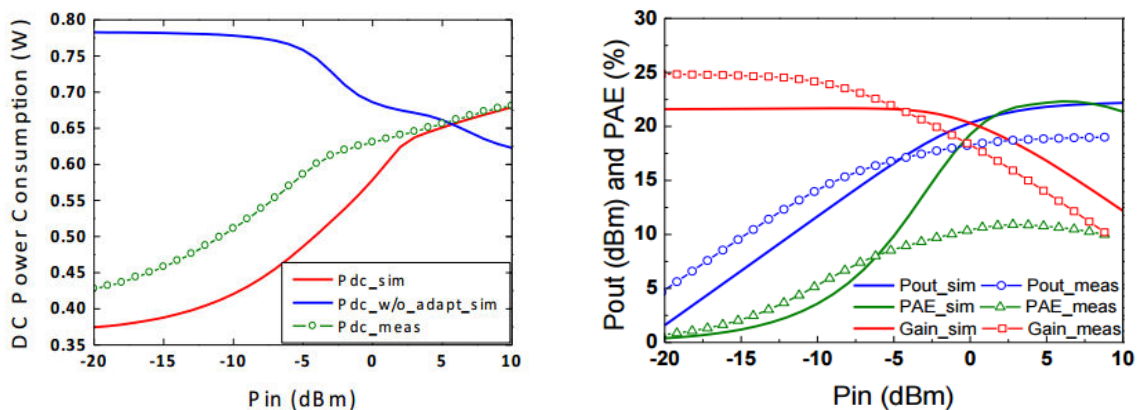 DC Power Consumption (W)
0.80
0.75
0.70
0.65
0.60
0.55
0.50
0.45
0.40
0.35
Pdc_sim
Pdc_w/o_adapt_sim
Pdc_meas
-20 -15 -10 -5 0 5 10
Pin (dBm)
Pout (dBm) and PAE (%)
30
25
20
15
10
5
0
Pout_sim Pout_meas
PAE_sim PAE_meas
Gain_sim Gain_meas
-20 -15 -10 -5 0 5 10
Pin (dBm)